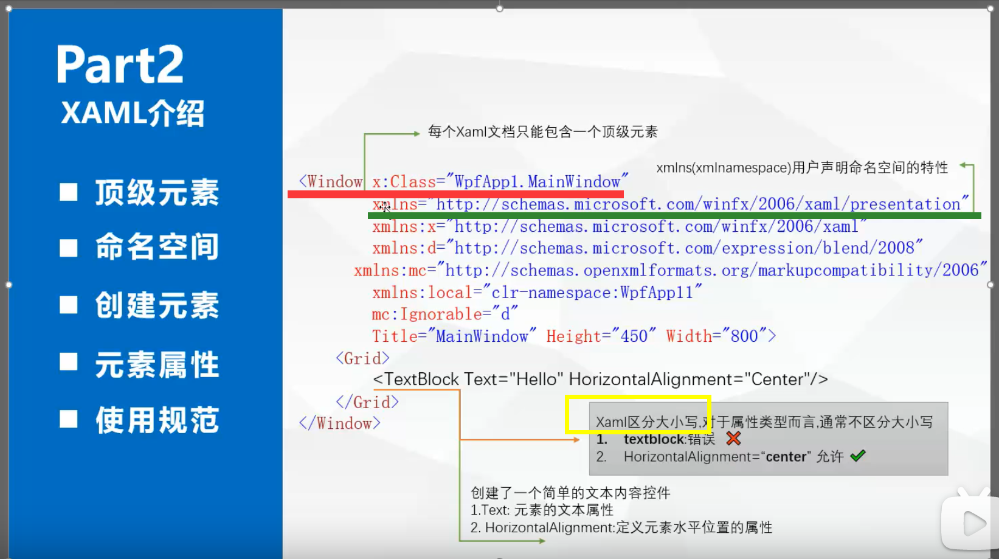 Part2
XAML介绍
顶级元素
命名空间
创建元素
元素属性
使用规范
每个Xaml文档只能包含一个顶级元素
xmlns(xmlnamespace)用户声明命名空间的特性
<Window x:Class="WpfApp1.MainWindow"
xmlns="http://schemas.microsoft.com/winfx/2006/xaml/presentation"
xmlns:x="http://schemas.microsoft.com/winfx/2006/xaml"
xmlns:d="http://schemas.microsoft.com/expression/blend/2008"
xmlns:mc="http://schemas.openxmlformats.org/markupcompatibility/2006"
xmlns:local="clr-namespace:WpfApp11"
mc:Ignorable="d"
Title="MainWindow" Height="450" Width="800">
<Grid>
<TextBlock Text="Hello" HorizontalAlignment="Center"/>
</Grid>
</Window>
Xaml区分大小写,对于属性类型而言,通常不区分大小写
1. textblock:错误
2. HorizontalAlignment=“center” 允许
创建了一个简单的文本内容控件
1.Text: 元素的文本属性
2. HorizontalAlignment:定义元素水平位置的属性